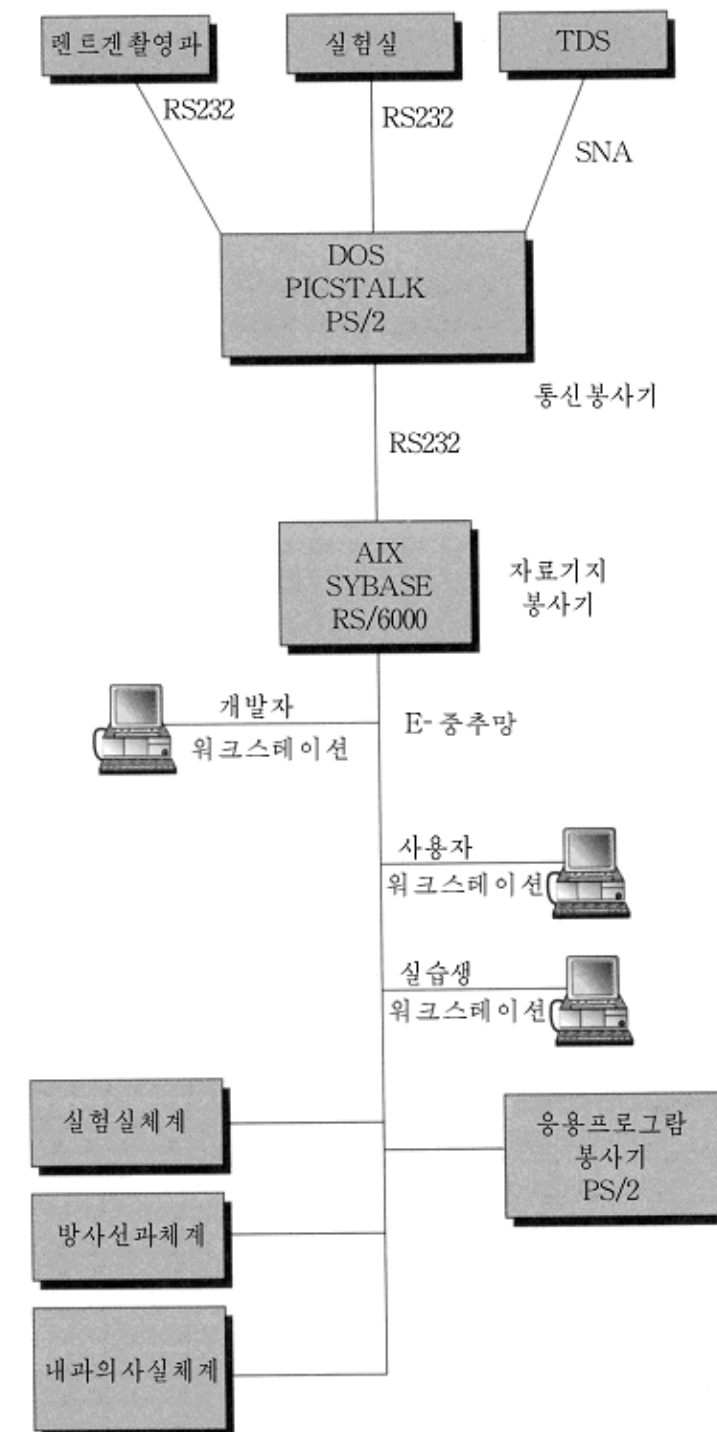 렌트겐촬영과
실험실
TDS
RS232
RS232
SNA
DOS
PICSTALK
PS/2
통신봉사기
RS232
AIX
SYBASE
RS/6000
자료기지
봉사기
개발자
워크스테이션
E-중추망
사용자
워크스테이션
실습생
워크스테이션
실험실체계
응용프로그람
봉사기
PS/2
방사선과체계
내과의사실체계